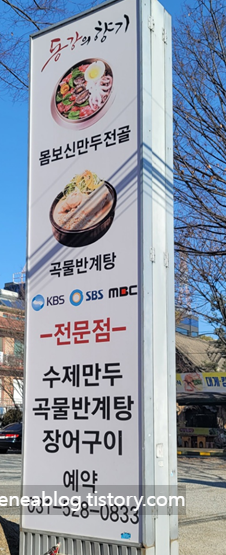 동강의 향기
몸보신만두전골
곡물반계탕
KBS SBS MBC
-전문점-
수제만두
곡물반계탕
장어구이
예약
031-528-0833
eneablog.tistory.com